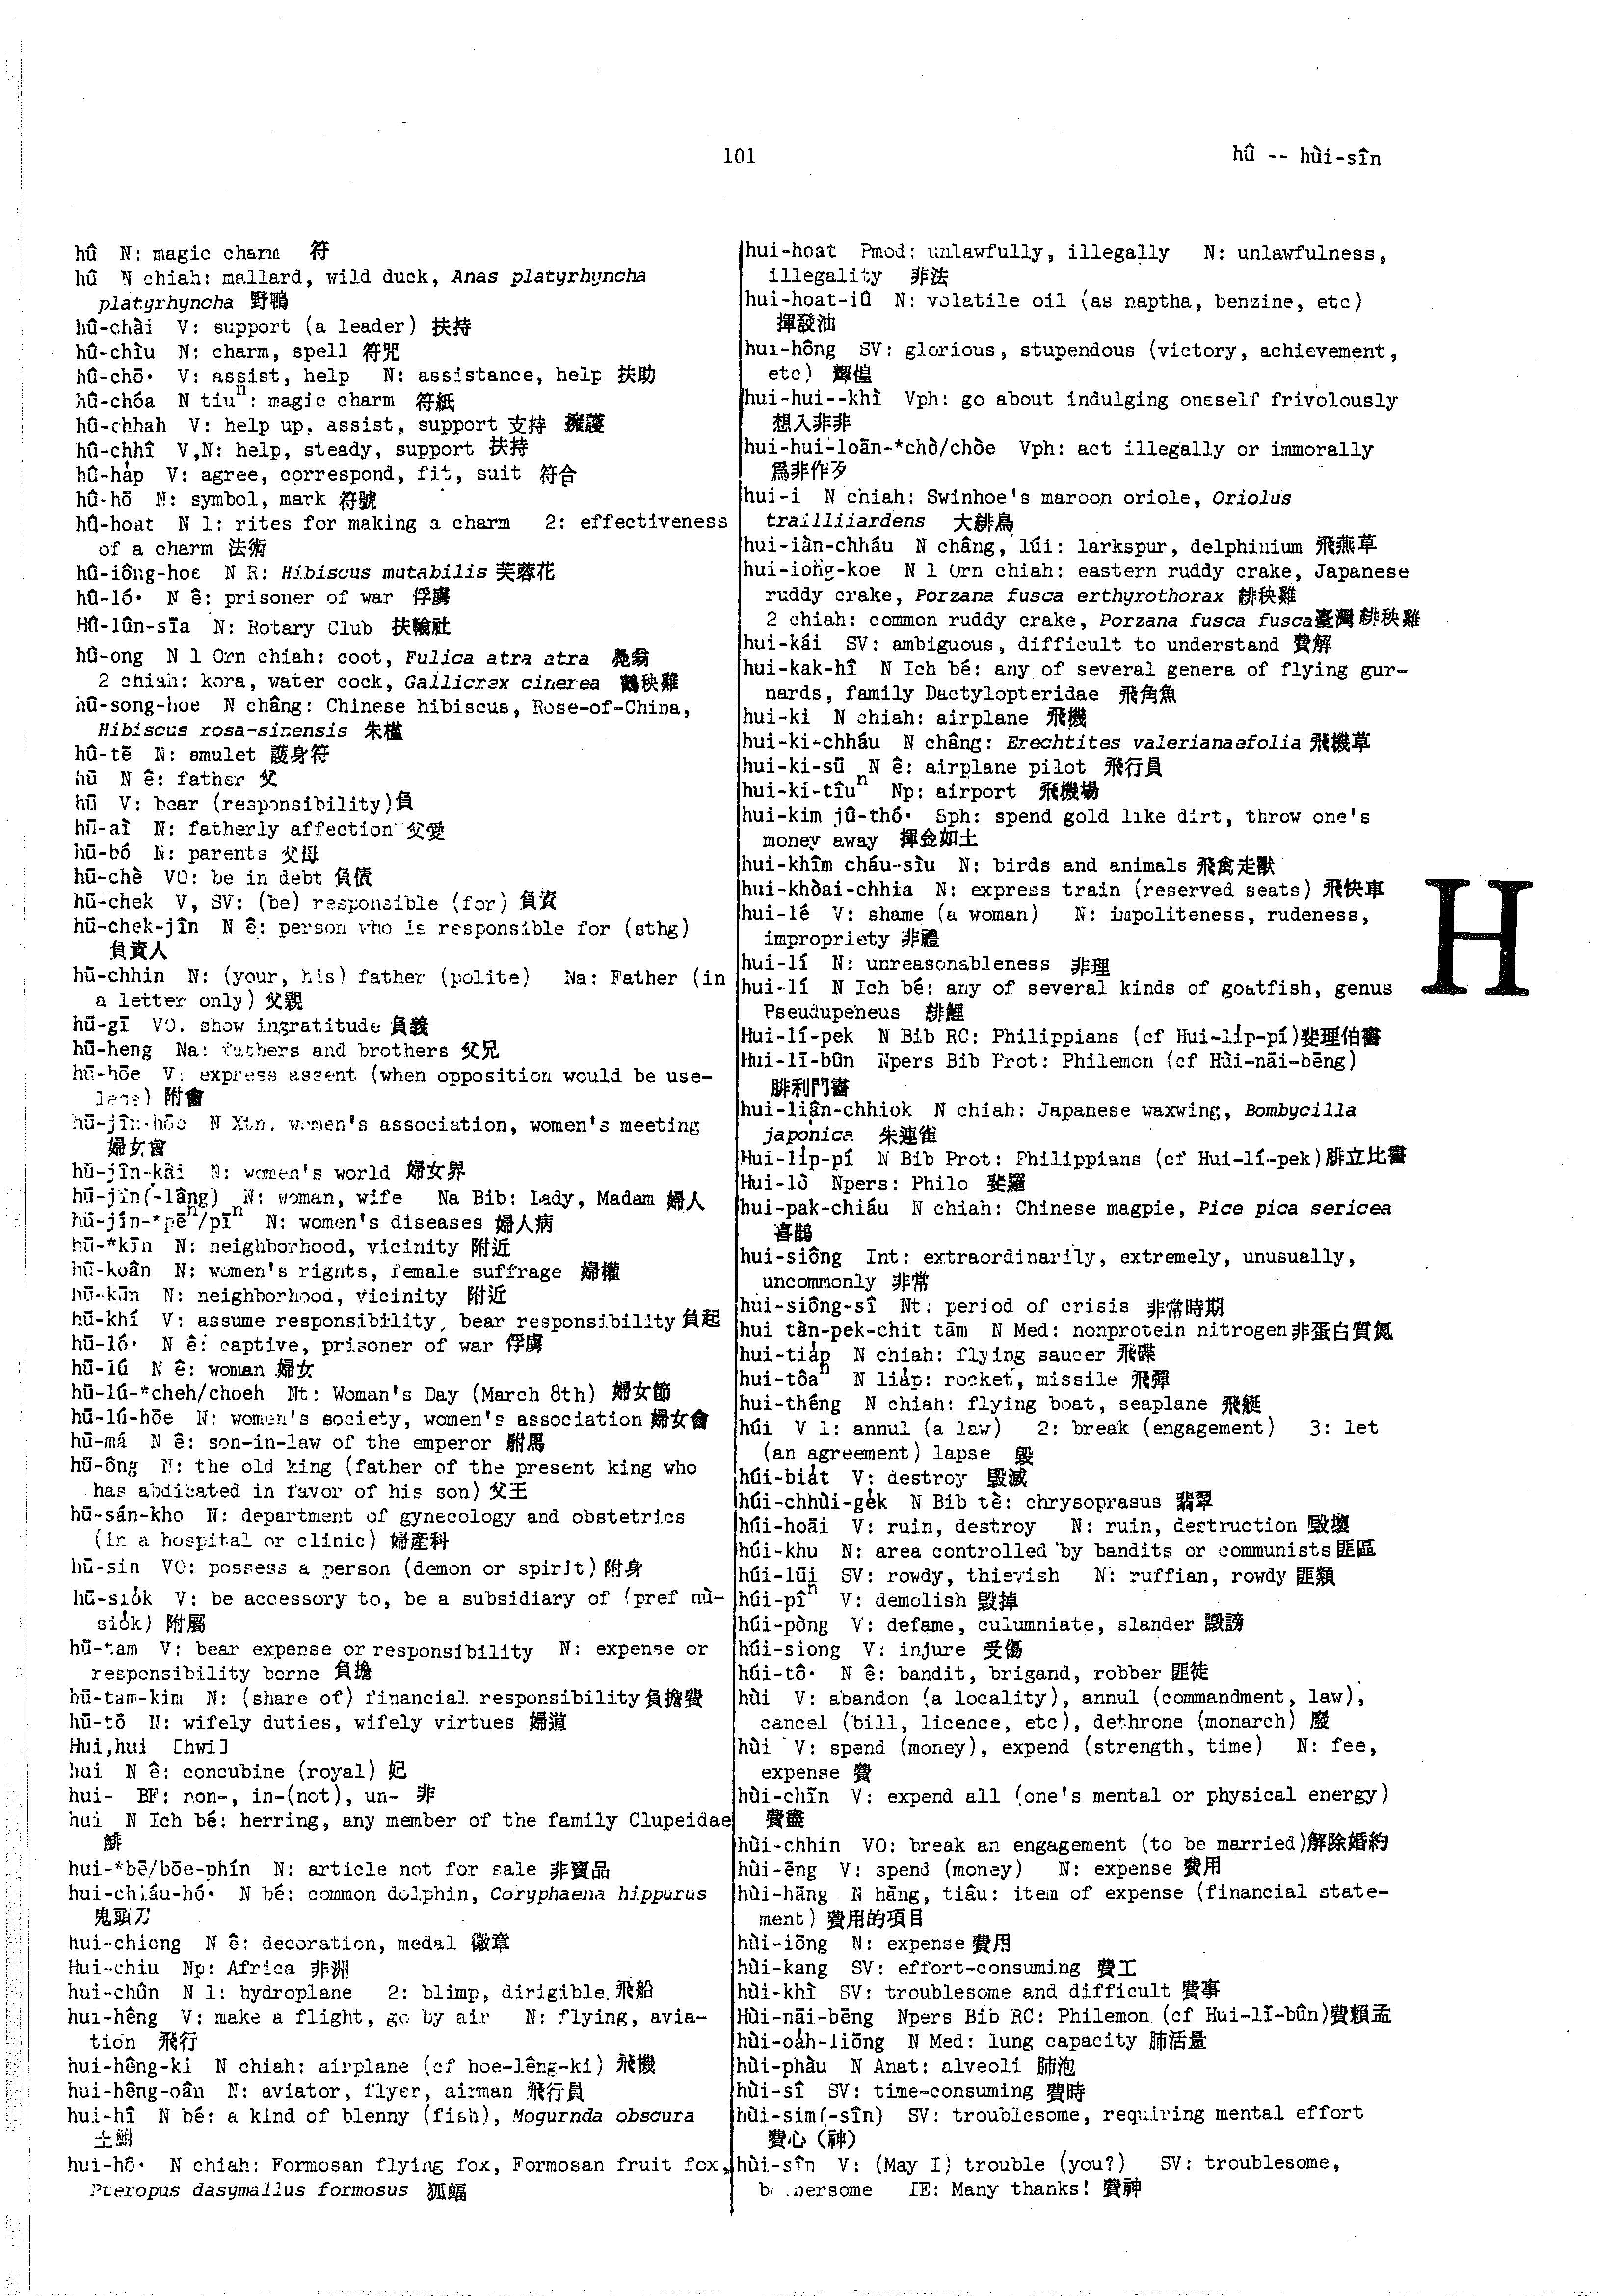 101
hû -- hùi-sîn
hû N: magic charm 符
hû N chiah: mallard, wild duck, Anas platyrhyncha
platyrhyncha 野鴨
hû-chài V: support (a leader) 扶持
hû-chìu N: charm, spell 符咒
hû-chō· V: assist, help N: assistance, help 扶助
hû-chóa N tiuⁿ: magic charm 符紙
hû-chhah V: help up, assist, support 支持 擁護
hû-chhî V,N: help, steady, support 扶持
hû-ha̍p V: agree, correspond, fit, suit 符合
hû-hō N: symbol, mark 符號
hû-hoat N 1: rites for making a charm 2: effectiveness
of a charm 法術
hû-iông-hoe N R: Hibiscus mutabilis 芙蓉花
hû-ló· N ê: prisoner of war 俘虜
Hû-lûn-sīa N: Rotary Club 扶輪社
hû-ong N 1 Orn chiah: coot, Fulica atra atra 鳧翁
2 chiah: kora, water cock, Gallicrex cinerea 鶴秧雞
hû-song-hoe N châng: Chinese hibiscus, Rose-of-China,
Hibiscus rosa-sinensis 朱槿
hû-tē N: amulet 護身符
hū N ê: father 父
hū V: bear (responsibility) 負
hū-aì N: fatherly affection 父愛
hū-bó N: parents 父母
hū-chè VO: be in debt 負債
hū-chek V, SV: (be) responsible (for) 負責
hū-chek-jîn N ê: person who is responsible for (sthg)
負責人
hū-chhin N: (your, his) father (polite) Na: Father (in
a letter only) 父親
hū-gī VO: show ingratitude 負義
hū-heng Na: fathers and brothers 父兄
hū-hōe V: express assent (when opposition would be use-
less) 附會
hū-jîn-hōe N Xtn: women's association, women's meeting
婦女會
hū-jîn-kài N: women's world 婦女界
hū-jîn(-lâng) N: woman, wife Na Bib: Lady, Madam 婦人
hū-jîn-*pēⁿ/pīⁿ N: women's diseases 婦人病
hū-*kīn N: neighborhood, vicinity 附近
hū-koân N: women's rights, female suffrage 婦權
hū-kūn N: neighborhood, vicinity 附近
hū-khí V: assume responsibility, bear responsibility 負起
hū-ló· N ê: captive, prisoner of war 俘虜
hū-lú N ê: woman 婦女
hū-lú-*cheh/choeh Nt: Woman's Day (March 8th) 婦女節
hū-lú-hōe N: women's society, women's association 婦女會
hū-má N ê: son-in-law of the emperor 駙馬
hū-ông N: the old king (father of the present king who
has abdicated in favor of his son) 父王
hū-sán-kho N: department of gynecology and obstetrics
(in a hospital or clinic) 婦產科
hū-sin VO: possess a person (demon or spirit) 附身
hū-sio̍k V: be accessory to, be a subsidiary of (pref nù-
sio̍k) 附屬
hū-tam V: bear expense or responsibility N: expense or
responsibility borne 負擔
hū-tam-kim N: (share of) financial responsibility 負擔費
hū-tō N: wifely duties, wifely virtues 婦道
Hui,hui [hwi]
hui N ê: concubine (royal) 妃
hui- BF: non-, in-(not), un- 非
hui N Ich bé: herring, any member of the family Clupeidae
鯡
hui-*bē/bōe-phín N: article not for sale 非賣品
hui-chiáu-hó· N bé: common dolphin, Coryphaena hippurus
鬼頭刀
hui-chiong N ê: decoration, medal 徽章
Hui-chiu Np: Africa 非洲
hui-chûn N 1: hydroplane 2: blimp, dirigible 飛船
hui-hêng V: make a flight, go by air N: flying, avia-
tion 飛行
hui-hêng-ki N chiah: airplane (cf hoe-lêng-ki) 飛機
hui-hêng-oân N: aviator, flyer, airman 飛行員
hui-hî N bé: a kind of blenny (fish), Mogurnda obscura
hui-hô· N chiah: Formosan flying fox, Formosan fruit fox,
Pteropus dasymallus formosus 狐蝠
hui-hoat Pmod: unlawfully, illegally N: unlawfulness,
illegality 非法
hui-hoat-iû N: volatile oil (as naptha, benzine, etc)
揮發油
hui-hông SV: glorious, stupendous (victory, achievement,
etc) 輝煌
hui-hui--khì Vph: go about indulging oneself frivolously
想入非非
hui-hui-loān-*chò/chòe Vph: act illegally or immorally
爲非作歹
hui-i N chiah: Swinhoe's maroon oriole, Oriolus
trailliiardens 大緋鳥
hui-iàn-chháu N châng, lúi: larkspur, delphinium 飛燕草
hui-iong-koe N 1 Orn chiah: eastern ruddy crake, Japanese
ruddy crake, Porzana fusca erthyrothorax 緋秧雞
2 chiah: common ruddy crake, Porzana fusca fusca 臺灣緋秧雞
hui-kái SV: ambiguous, difficult to understand 費解
hui-kak-hî N Ich bé: any of several genera of flying gur-
nards, family Dactylopteridae 飛角魚
hui-ki N chiah: airplane 飛機
hui-ki-chháu N châng: Erechtites valerianaefolia 飛機草
hui-ki-sū N ê: airplane pilot 飛行員
hui-ki-tîuⁿ Np: airport 飛機場
hui-kim jû-thó· Sph: spend gold like dirt, throw one's
money away 揮金如土
hui-khîm cháu-sìu N: birds and animals 飛禽走獸
hui-khòai-chhia N: express train (reserved seats) 飛快車
hui-lé V: shame (a woman) N: impoliteness, rudeness,
impropriety 非禮
hui-lí N: unreasonableness 非理
hui-lí N Ich bé: any of several kinds of goatfish, genus
Pseudupeneus 緋鯉
Hui-lí-pek N Bib RC: Philippians (cf Hui-li̍p-pí) 斐理伯書
Hui-lī-bûn Npers Bib Prot: Philemon (cf Hùi-nāi-bēng)
腓利門書
hui-liân-chhiok N chiah: Japanese waxwing, Bombycilla
japonica 朱連雀
Hui-li̍p-pí N Bib Prot: Philippians (cf Hui-lí-pek) 腓立比書
Hui-lô Npers: Philo 斐羅
hui-pak-chiáu N chiah: Chinese magpie, Pice pica sericea
喜鵲
hui-siông Int: extraordinarily, extremely, unusually,
uncommonly 非常
hui-siông-sî Nt: period of crisis 非常時期
hui tàn-pek-chit tām N Med: nonprotein nitrogen 非蛋白質氮
hui-tia̍p N chiah: flying saucer 飛碟
hui-tôaⁿ N lia̍p: rocket, missile 飛彈
hui-théng N chiah: flying boat, seaplane 飛艇
húi V 1: annul (a law) 2: break (engagement) 3: let
(an agreement) lapse 毀
húi-bia̍t V: destroy 毀滅
húi-chhùi-ge̍k N Bib tè: chrysoprasus 翡翠
húi-hoāi V: ruin, destroy N: ruin, destruction 毀壞
húi-khu N: area controlled by bandits or communists 匪區
húi-lūi SV: rowdy, thievish N: ruffian, rowdy 匪類
húi-pîⁿ V: demolish 毀掉
húi-pòng V: defame, culumniate, slander 譭謗
húi-siong V: injure 受傷
húi-tô· N ê: bandit, brigand, robber 匪徒
hùi V: abandon (a locality), annul (commandment, law),
cancel (bill, licence, etc), dethrone (monarch) 廢
hùi V: spend (money), expend (strength, time) N: fee,
expense 費
hùi-chīn V: expend all (one's mental or physical energy)
費盡
hùi-chhin VO: break an engagement (to be married) 解除婚約
hùi-ēng V: spend (money) N: expense 費用
hùi-hāng N hāng, tiâu: item of expense (financial state-
ment) 費用的項目
hùi-iōng N: expense 費用
hùi-kang SV: effort-consuming 費工
hùi-khì SV: troublesome and difficult 費事
Hùi-nāi-bēng Npers Bib RC: Philemon (cf Hui-lī-bûn) 費賴孟
hùi-oa̍h-liōng N Med: lung capacity 肺活量
hùi-phàu N Anat: alveoli 肺泡
hùi-sî SV: time-consuming 費時
hùi-sim(-sîn) SV: troublesome, requiring mental effort
費心(神)
hùi-sîn V: (May I) trouble (you?) SV: troublesome,
IE: Many thanks! 費神
H